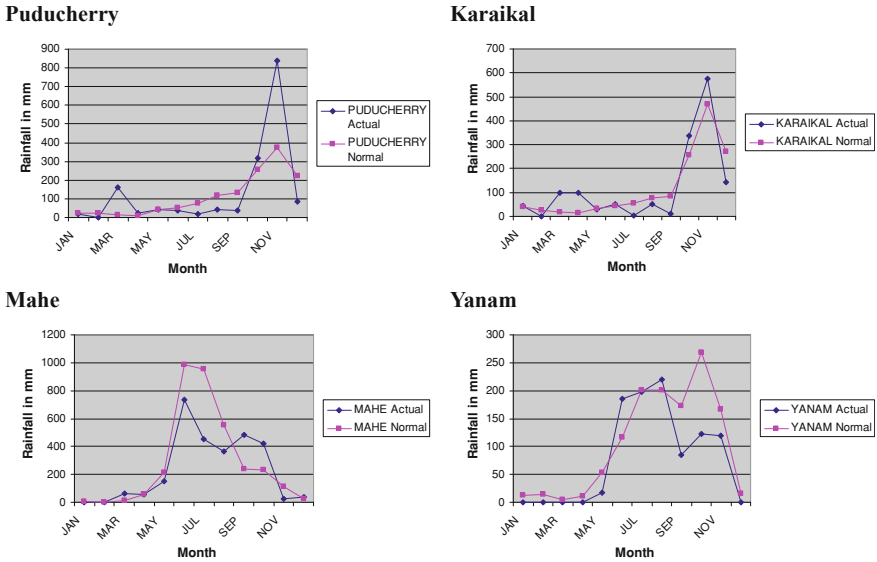 Puducherry
900
800
700
600
500
400
300
200
100
0
Rainfall in mm
JAN
MAR
MAY
JUL
SEP
NOV
Month
PUDUCHERRY
Actual
PUDUCHERRY
Normal
Karaikal
700
600
500
400
300
200
100
0
Rainfall in mm
JAN
MAR
MAY
JUL
SEP
NOV
Month
KARAIKAL Actual
KARAIKAL Normal
Mahe
1200
1000
800
600
400
200
0
Rainfall in mm
JAN
MAR
MAY
JUL
SEP
NOV
Month
MAHE Actual
MAHE Normal
Yanam
300
250
200
150
100
50
0
Rainfall in mm
JAN
MAR
MAY
JUL
SEP
NOV
Month
YANAM Actual
YANAM Normal